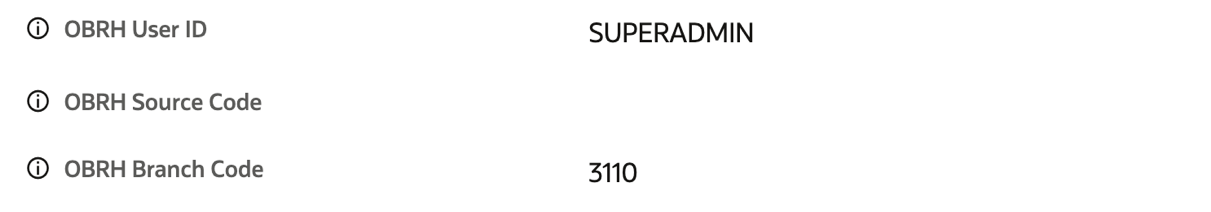 OBRH User ID SUPERADMIN
OBRH Source Code
OBRH Branch Code 3110